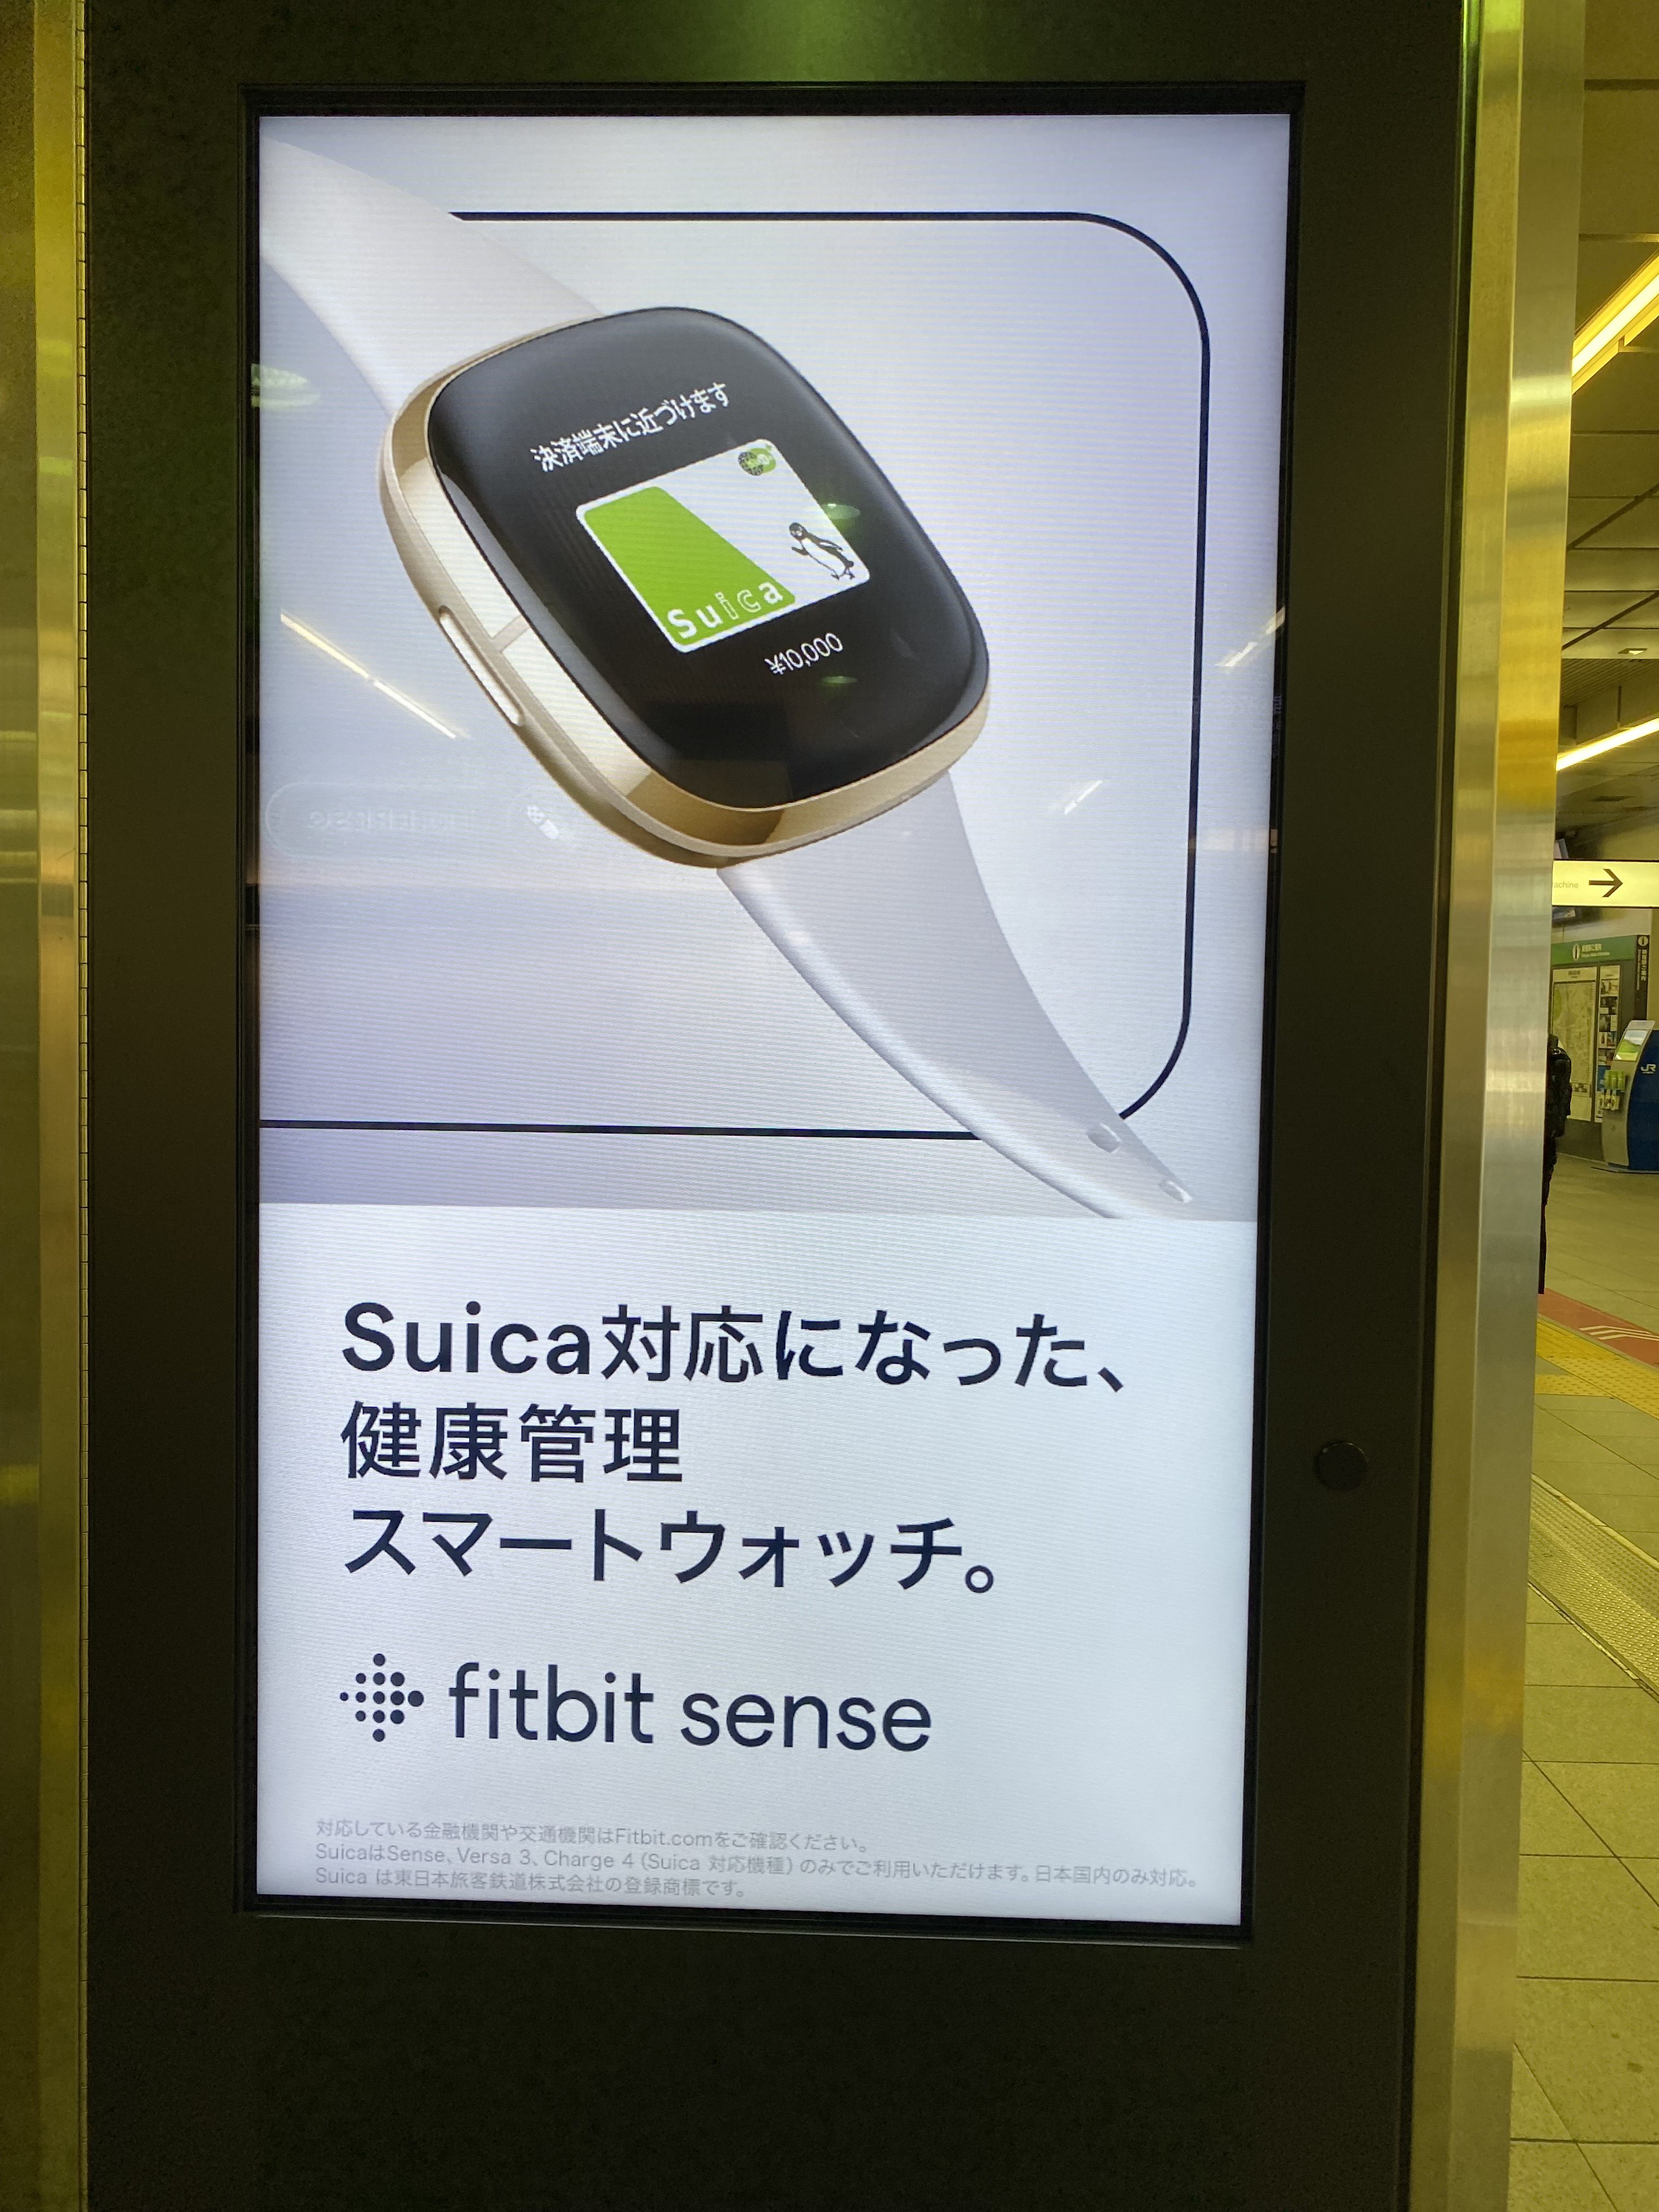 決済端末に近づけます
Suica
¥10,000
Suica対応になった、
健康管理
スマートウォッチ。
fitbit sense
対応している金融機関や交通機関はFitbit.comをご確認ください。
SuicaはSense、Versa 3、Charge 4 (Suica 対応機種) のみでご利用いただけます。日本国内のみ対応。
Suica は東日本旅客鉄道株式会社の登録商標です。
achine →
JR